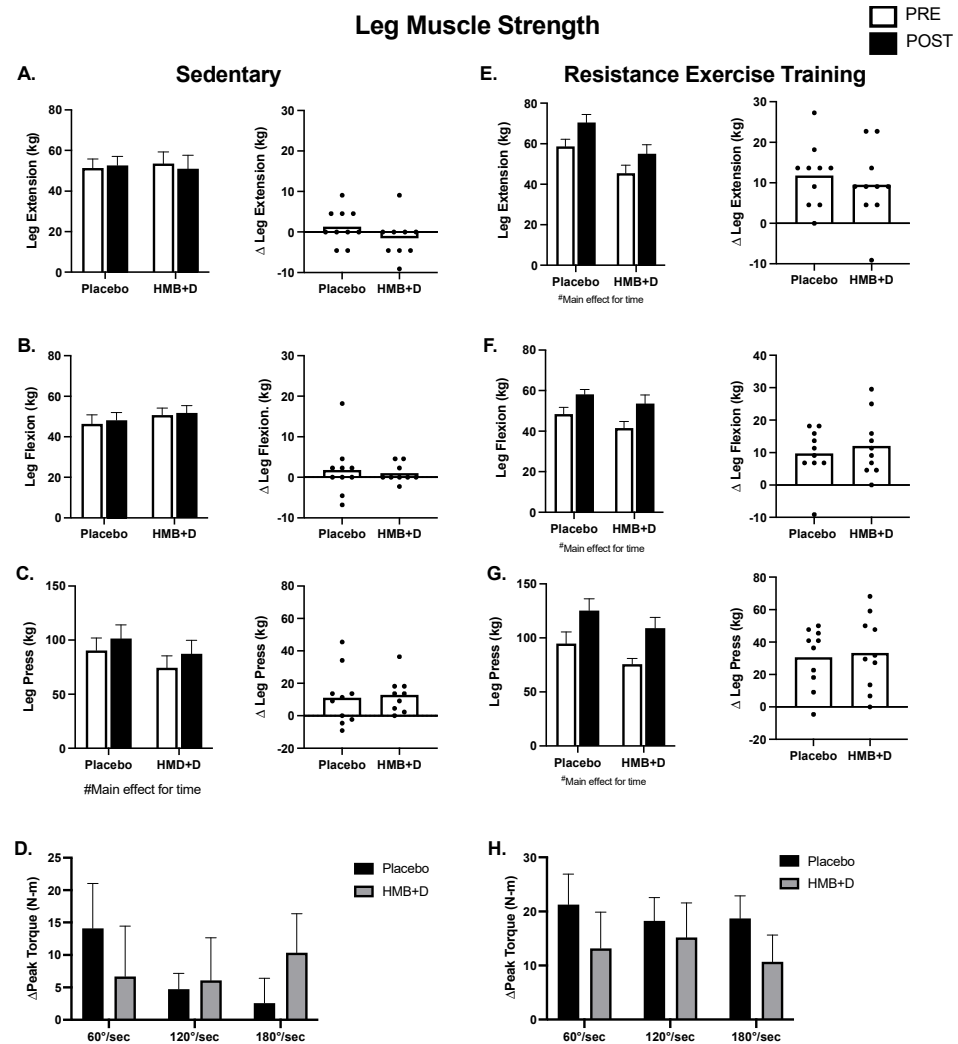 Leg Muscle Strength
PRE
POST
A.
Sedentary
E.
Resistance Exercise Training
Leg Extension (kg)
80
60
40
20
0
Placebo HMB+D
Δ Leg Extension (kg)
30
20
10
0
-10
Placebo HMB+D
Leg Extension (kg)
80
60
40
20
0
Placebo HMB+D
#Main effect for time
Δ Leg Extension (kg)
30
20
10
0
-10
Placebo HMB+D
B.
Leg Flexion (kg)
80
60
40
20
0
Placebo HMB+D
Δ Leg Flexion. (kg)
30
20
10
0
-10
Placebo HMB+D
F.
Leg Flexion (kg)
80
60
40
20
0
Placebo HMB+D
#Main effect for time
Δ Leg Flexion (kg)
40
30
20
10
0
-10
Placebo HMB+D
C.
Leg Press (kg)
150
100
50
0
Placebo HMD+D
#Main effect for time
Δ Leg Press (kg)
80
60
40
20
0
-20
Placebo HMB+D
G.
Leg Press (kg)
150
100
50
0
Placebo HMB+D
#Main effect for time
Δ Leg Press (kg)
80
60
40
20
0
-20
Placebo HMB+D
D.
ΔPeak Torque (N-m)
25
20
15
10
5
0
60°/sec 120°/sec 180°/sec
Placebo
HMB+D
H.
ΔPeak Torque (N-m)
30
20
10
0
60°/sec 120°/sec 180°/sec
Placebo
HMB+D